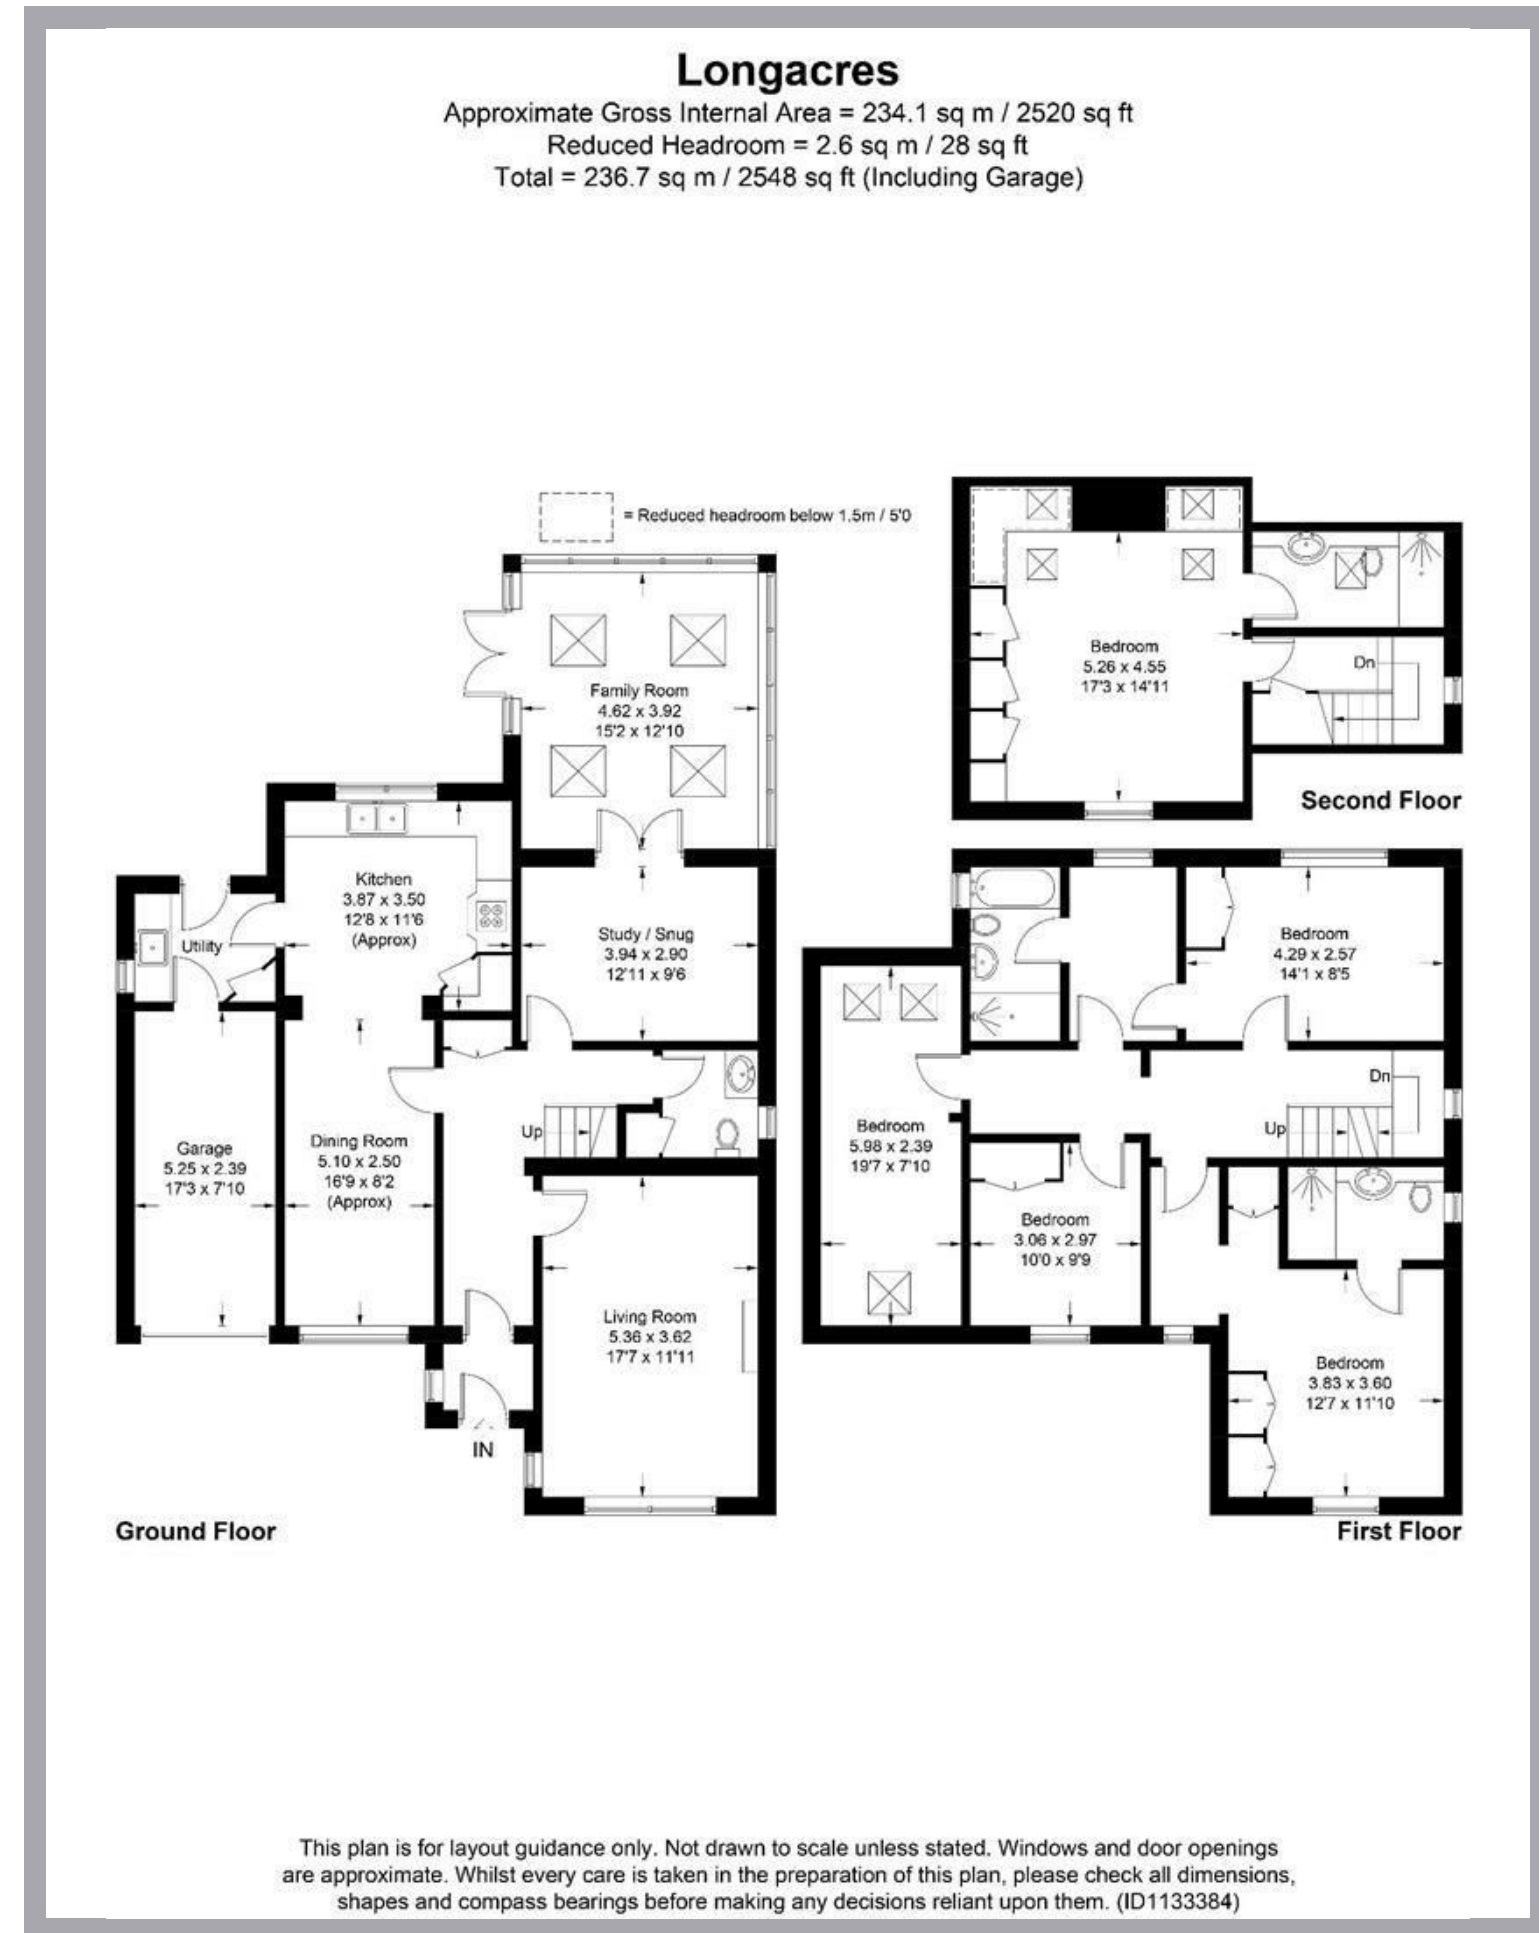 Longacres
Approximate Gross Internal Area = 234.1 sq m / 2520 sq ft
Reduced Headroom = 2.6 sq m / 28 sq ft
Total = 236.7 sq m / 2548 sq ft (Including Garage)
= Reduced headroom below 1.5m / 5'0
Family Room
4.62 x 3.92
15'2 x 12'10
Kitchen
3.87 x 3.50
12'8 x 11'6
(Approx)
Utility
Study / Snug
3.94 x 2.90
12'11 x 9'6
Garage
5.25 x 2.39
17'3 x 7'10
Dining Room
5.10 x 2.50
16'9 x 8'2
(Approx)
Up
Living Room
5.36 x 3.62
17'7 x 11'11
IN
Ground Floor
Bedroom
5.26 x 4.55
17'3 x 14'11
Dn
Second Floor
Bedroom
4.29 x 2.57
14'1 x 8'5
Dn
Up
Bedroom
5.98 x 2.39
19'7 x 7'10
Bedroom
3.06 x 2.97
10'0 x 9'9
Bedroom
3.83 x 3.60
12'7 x 11'10
First Floor
This plan is for layout guidance only. Not drawn to scale unless stated. Windows and door openings
are approximate. Whilst every care is taken in the preparation of this plan, please check all dimensions,
shapes and compass bearings before making any decisions reliant upon them. (ID1133384)